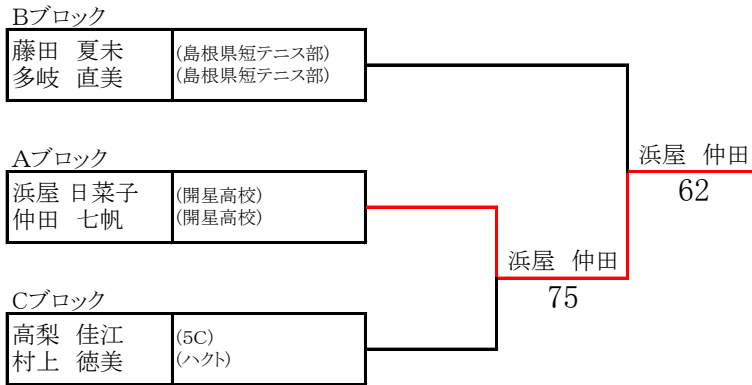 Bブロック
藤田 夏未 (島根県短テニス部)
多岐 直美 (島根県短テニス部)
Aブロック
浜屋 日菜子 (開星高校)
仲田 七帆 (開星高校)
Cブロック
高梨 佳江 (5C)
村上 徳美 (ハクト)
浜屋 仲田
75
浜屋 仲田
62